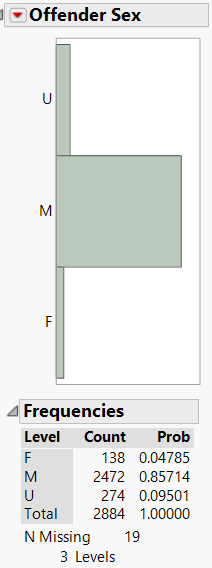 Offender Sex
U
M
F
Frequencies
Level Count Prob
F 138 0.04785
M 2472 0.85714
U 274 0.09501
Total 2884 1.00000
N Missing 19
3 Levels